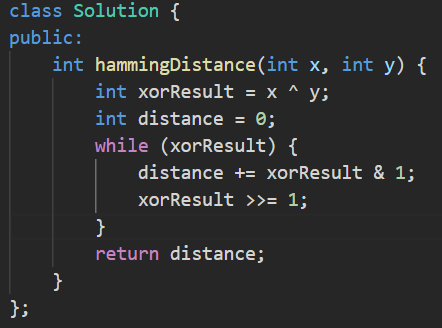 class Solution {
public:
    int hammingDistance(int x, int y) {
        int xorResult = x ^ y;
        int distance = 0;
        while (xorResult) {
            distance += xorResult & 1;
            xorResult >>= 1;
        }
        return distance;
    }
};